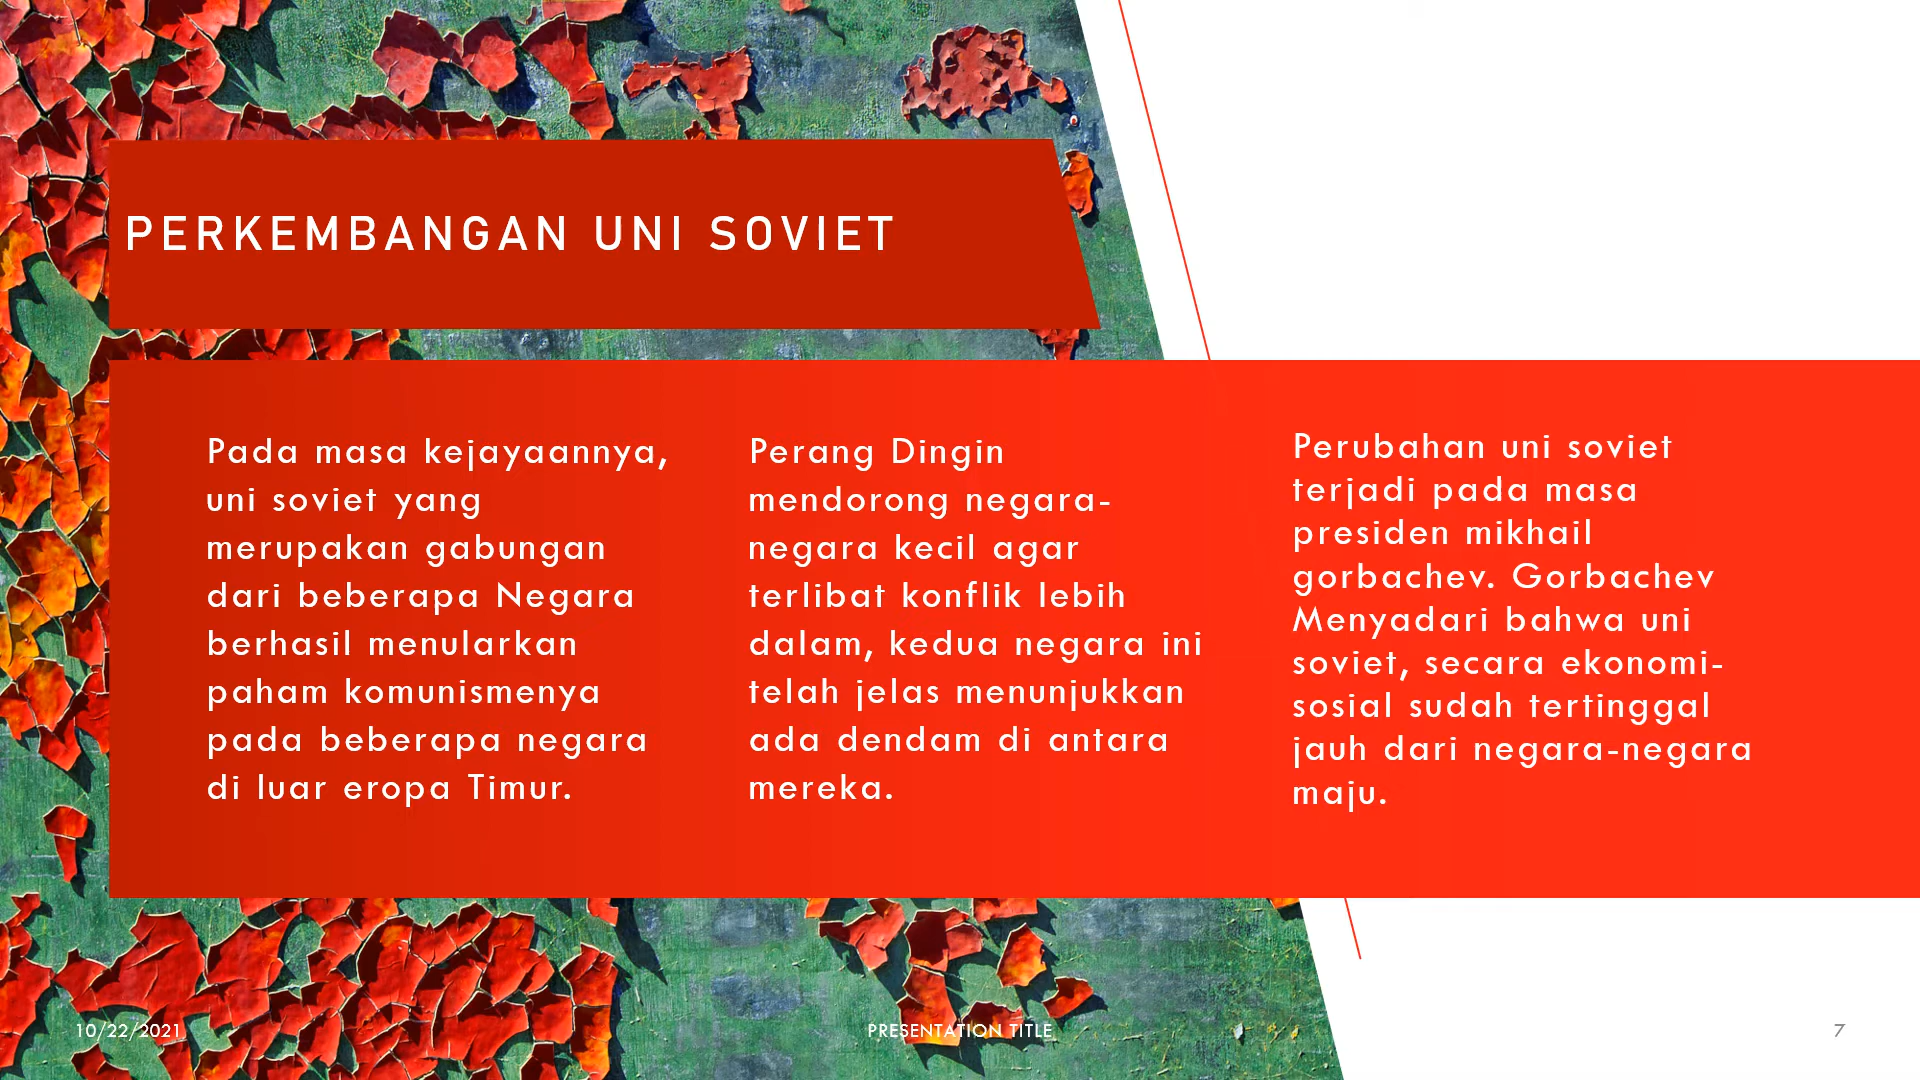 PERKEMBANGAN UNI SOVIET
Pada masa kejayaannya,
uni soviet yang
merupakan gabungan
dari beberapa Negara
berhasil menularkan
paham komunismenya
pada beberapa negara
di luar eropa Timur.
Perang Dingin
mendorong negara-
negara kecil agar
terlibat konflik lebih
dalam, kedua negara ini
telah jelas menunjukkan
ada dendam di antara
mereka.
Perubahan uni soviet
terjadi pada masa
presiden mikhail
gorbachev. Gorbachev
Menyadari bahwa uni
soviet, secara ekonomi-
sosial sudah tertinggal
jauh dari negara-negara
maju.
10/22/2021
PRESENTATION TITLE
7